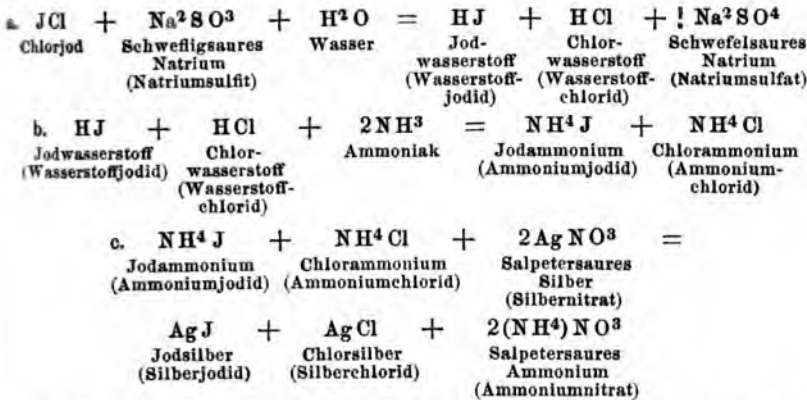 a. JCl + Na²SO³ + H²O = HJ + HCl + ! Na²SO⁴
Chlorjod Schwefligsaures Wasser Jod- Chlor- Schwefelsaures
Natrium wasserstoff wasserstoff Natrium
(Natriumsulfit) (Wasserstoff- (Wasserstoff- (Natriumsulfat)
jodid) chlorid)
b. HJ + HCl + 2NH³ = NH⁴J + NH⁴Cl
Jodwasserstoff Chlor- Ammoniak Jodammonium Chlorammonium
(Wasserstoffjodid) wasserstoff (Ammoniumjodid) (Ammonium-
(Wasserstoff- chlorid)
chlorid)
c. NH⁴J + NH⁴Cl + 2AgNO³ =
Jodammonium Chlorammonium Salpetersaures
(Ammoniumjodid) (Ammoniumchlorid) Silber
(Silbernitrat)
AgJ + AgCl + 2(NH⁴)NO³
Jodsilber Chlorsilber Salpetersaures
(Silberjodid) (Silberchlorid) Ammonium
(Ammoniumnitrat)